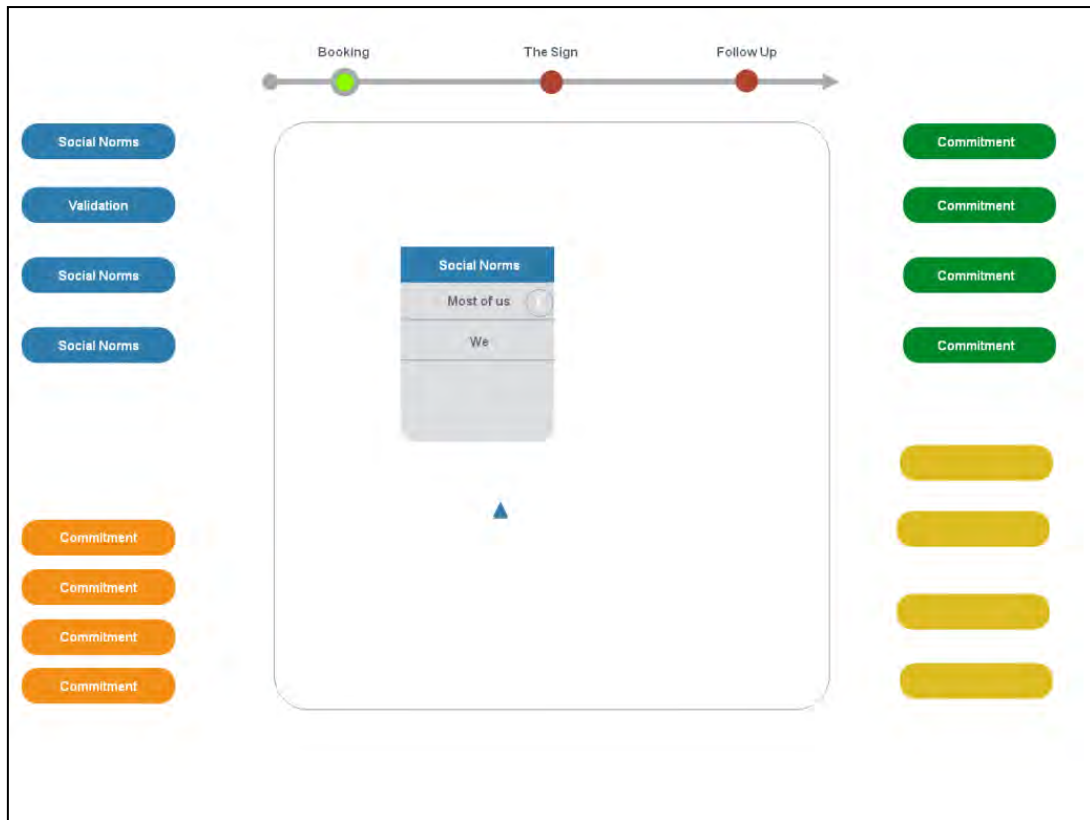 Booking
The Sign
Follow Up
Social Norms
Validation
Social Norms
Social Norms
Commitment
Commitment
Commitment
Commitment
Social Norms
Most of us
We
Commitment
Commitment
Commitment
Commitment